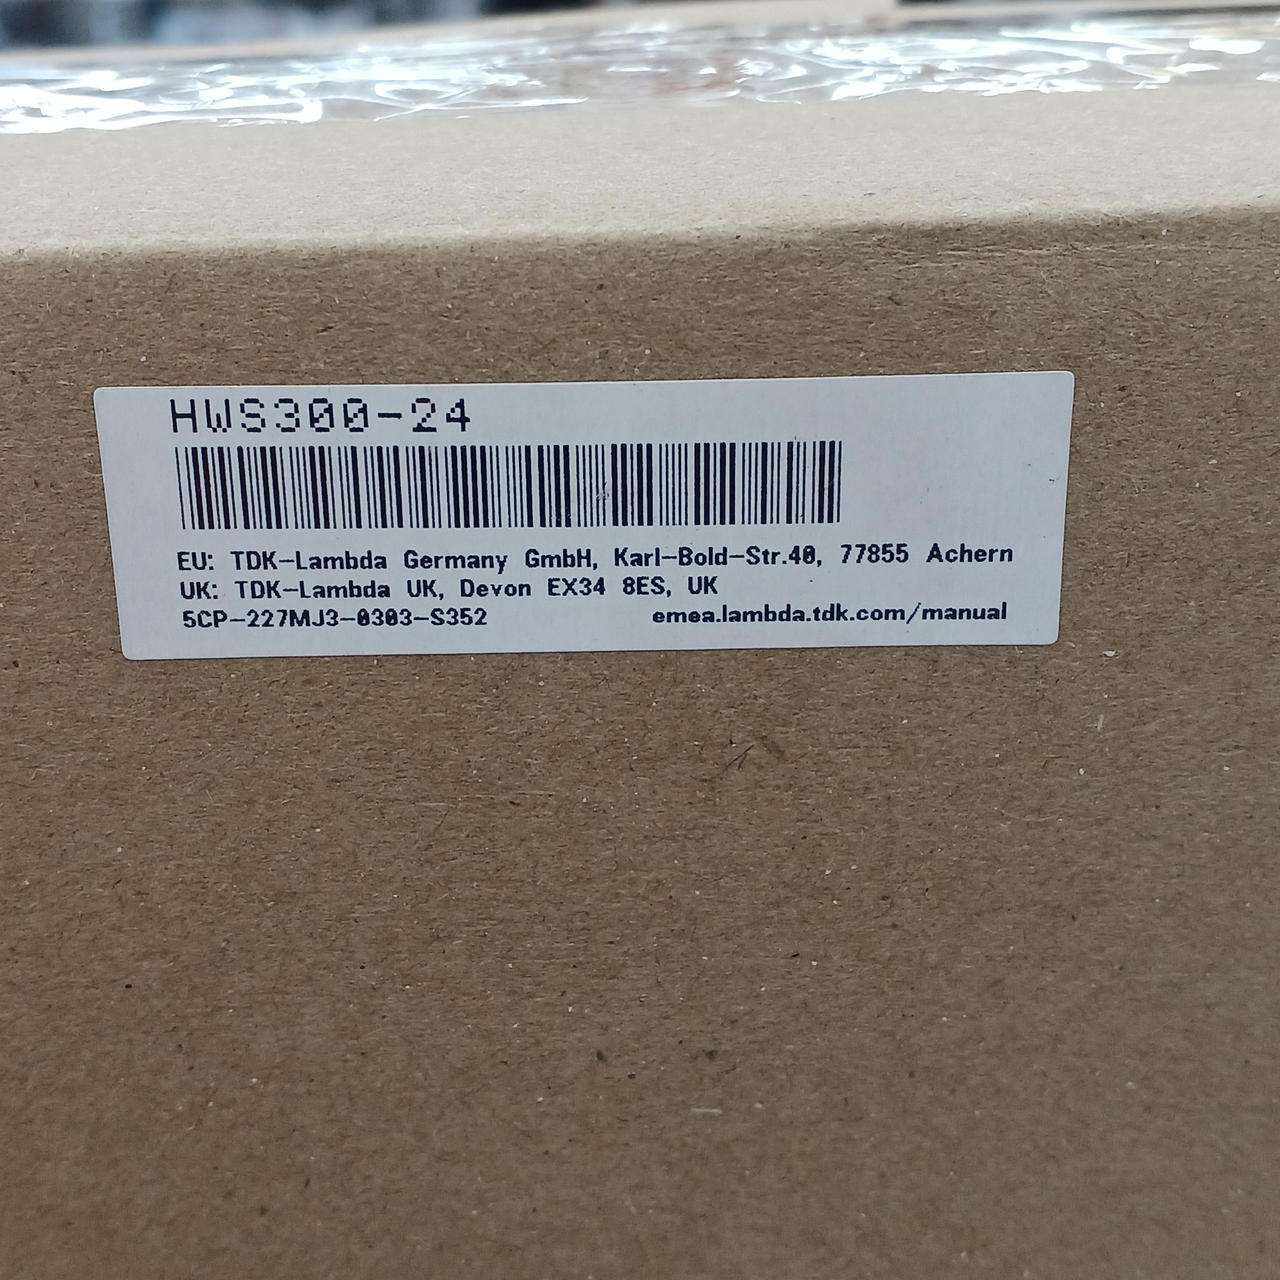 HWS300-24
EU: TDK-Lambda Germany GmbH, Karl-Bold-Str.40, 77855 Achern
UK: TDK-Lambda UK, Devon EX34 8ES, UK
5CP-227MJ3-0303-S352 emea.lambda.tdk.com/manual